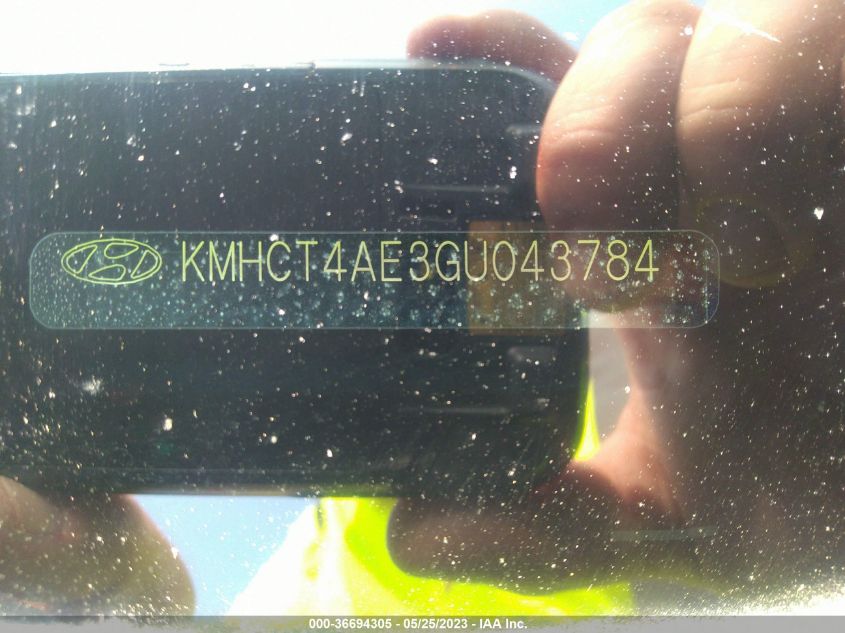 KMHCT4AE3GU043784
000-36694305 - 05/25/2023 - IAA Inc.